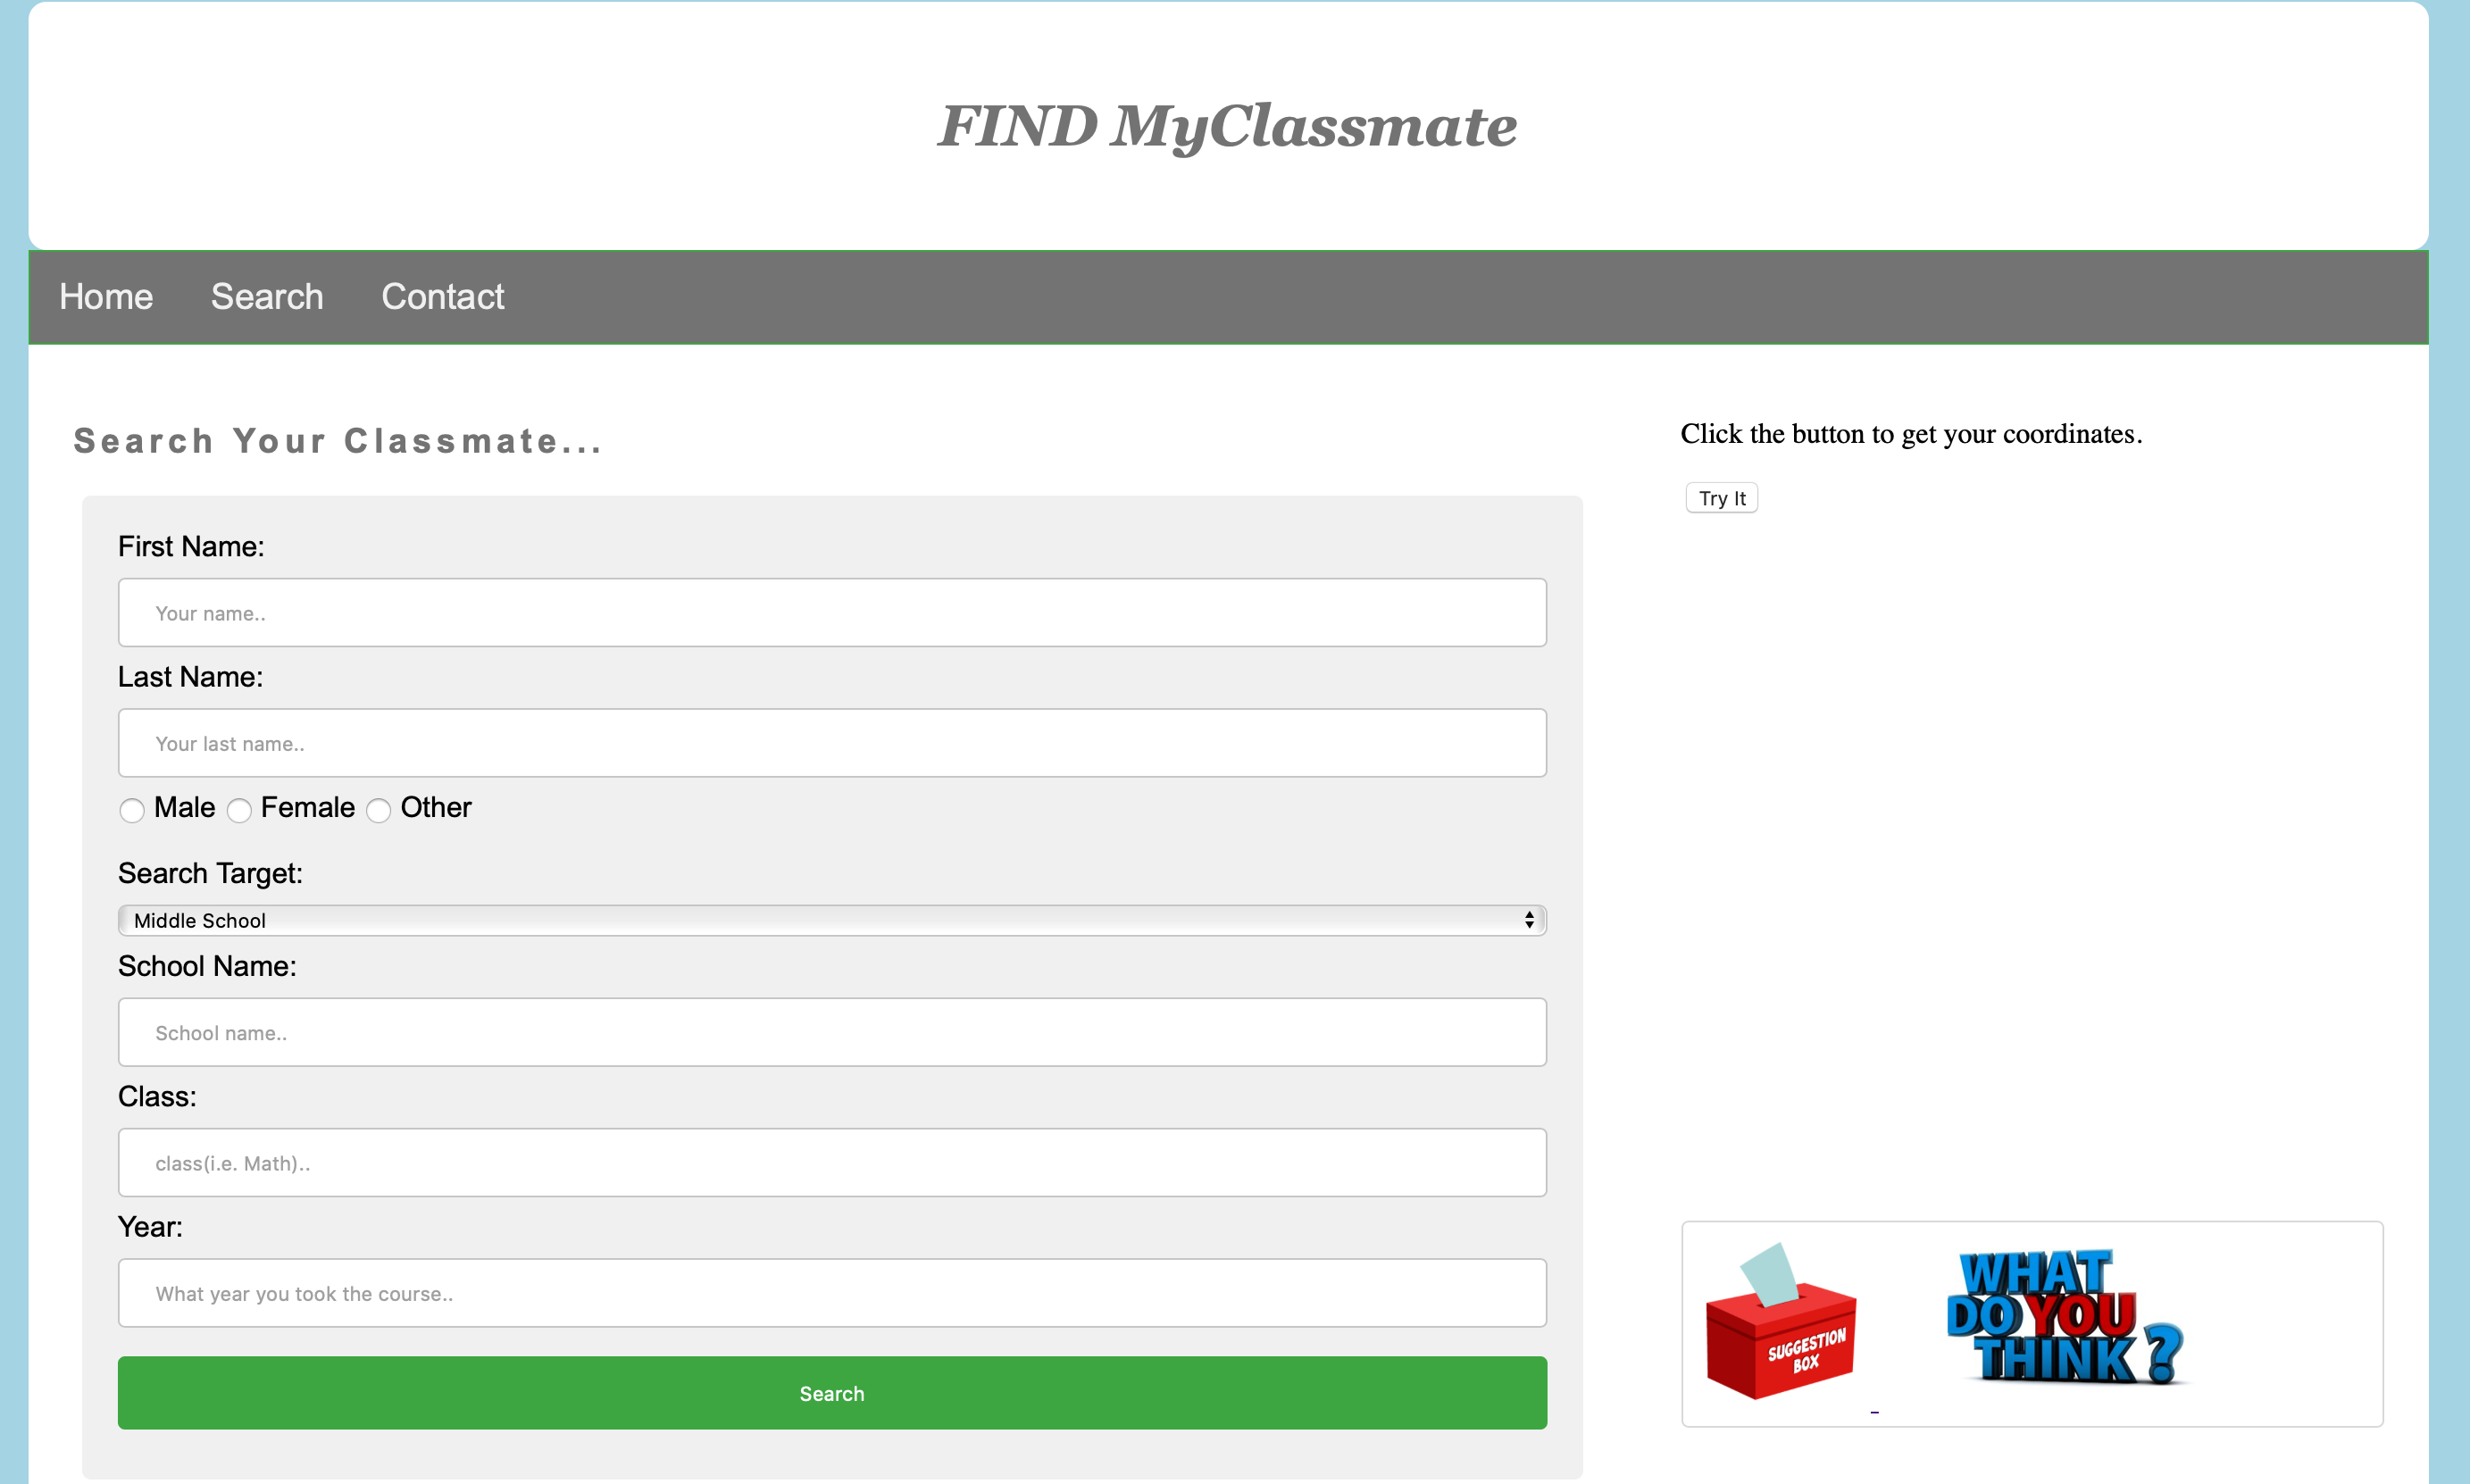 FIND MyClassmate
Home Search Contact
Search Your Classmate...
First Name:
Your name..
Last Name:
Your last name..
Male Female Other
Search Target:
Middle School
School Name:
School name..
Class:
class(i.e. Math)..
Year:
What year you took the course..
Search
Click the button to get your coordinates.
Try It
SUGGESTION
BOX
WHAT
DO YOU
THINK?